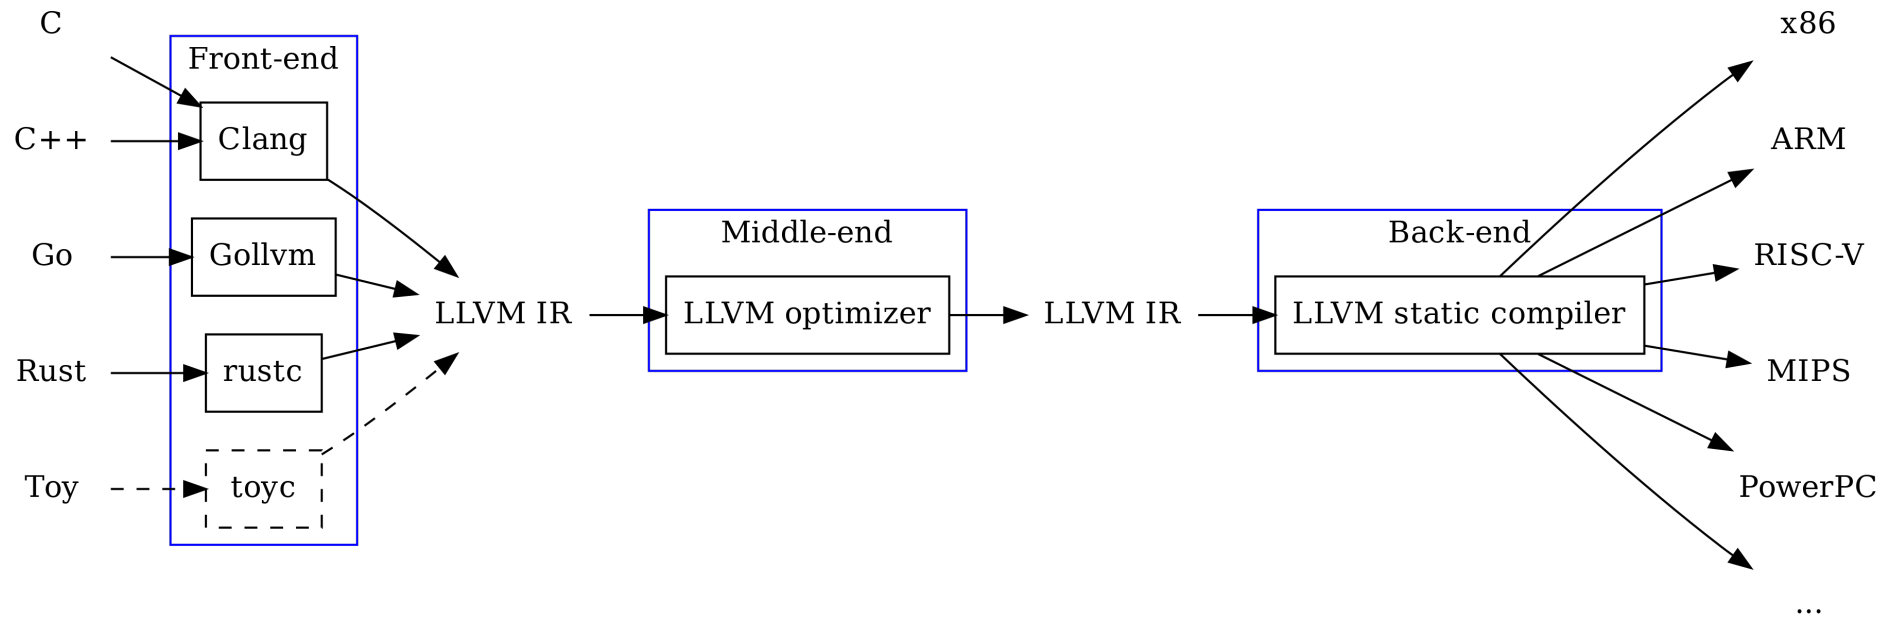 C
C++
Go
Rust
Toy
Front-end
Clang
Gollvm
rustc
toyc
LLVM IR
Middle-end
LLVM optimizer
LLVM IR
Back-end
LLVM static compiler
x86
ARM
RISC-V
MIPS
PowerPC
...